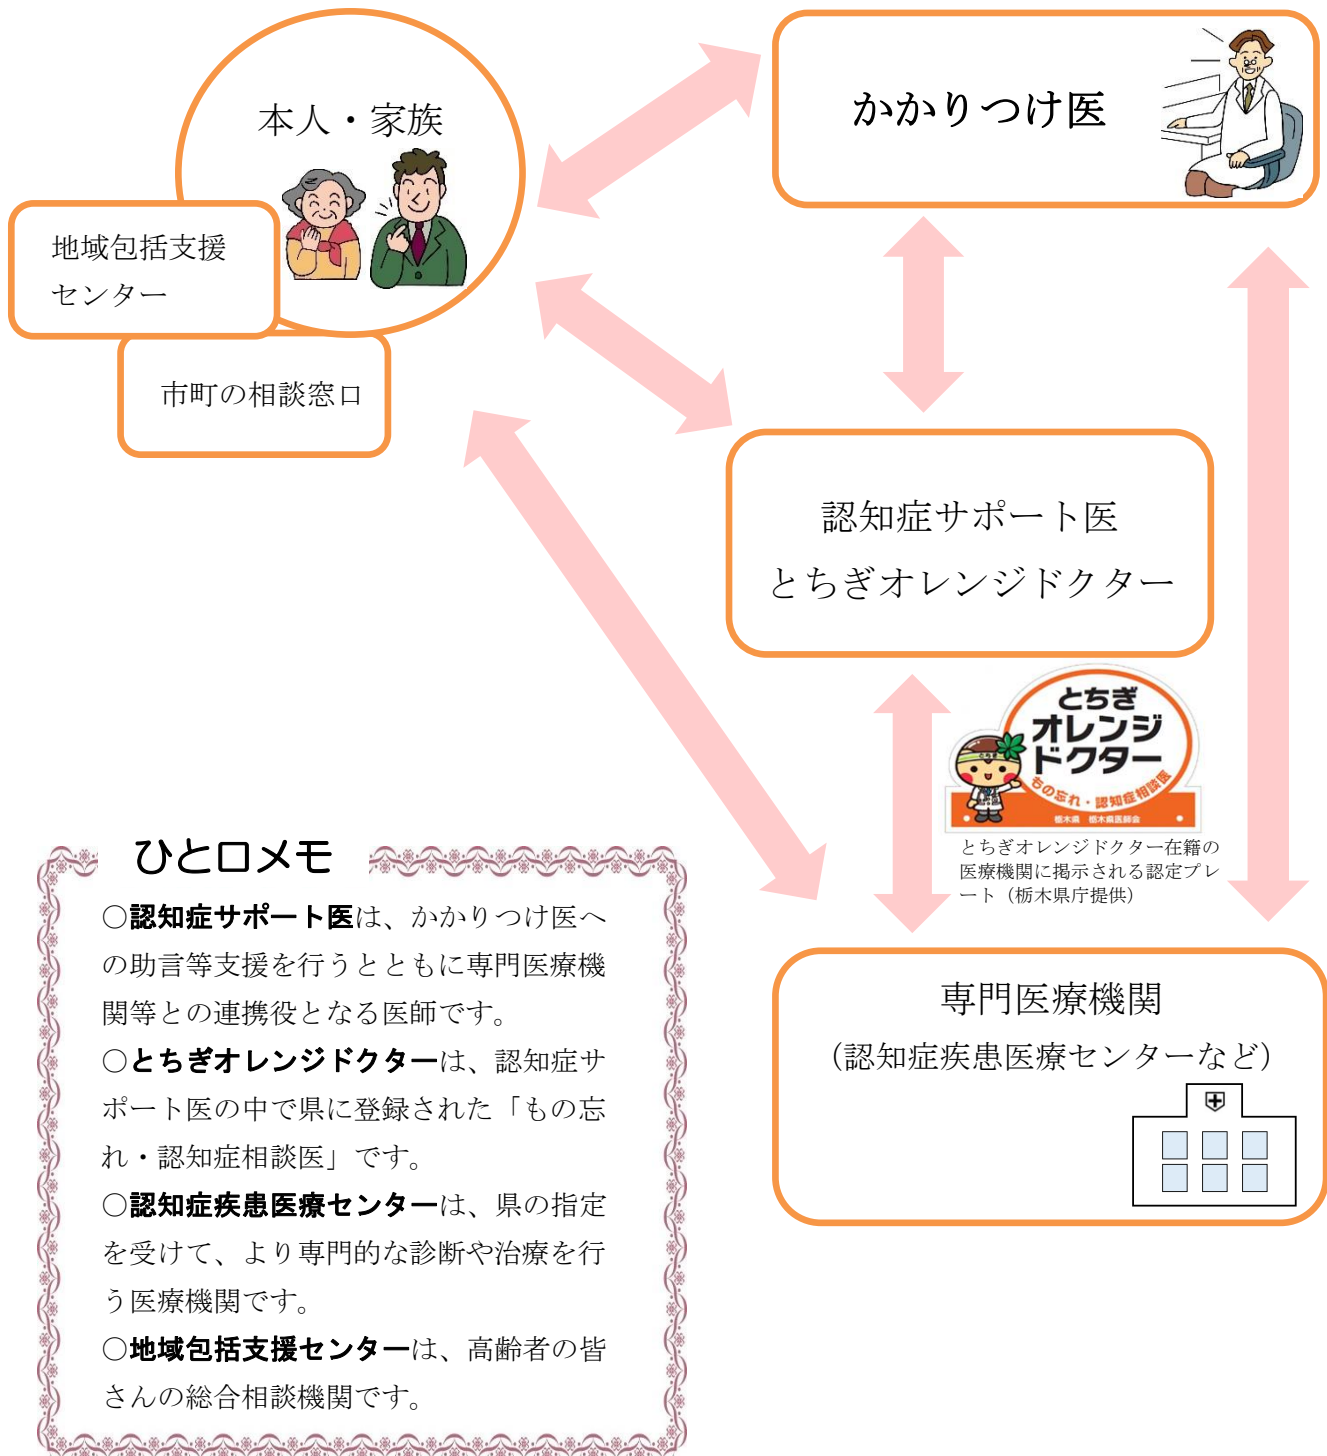 本人・家族
かかりつけ医
地域包括支援
センター
市町の相談窓口
認知症サポート医
とちぎオレンジドクター
とちぎ
オレンジ
ドクター
もの忘れ・認知症相談医
栃木県 栃木県医師会
とちぎオレンジドクター在籍の
医療機関に掲示される認定プレ
ート（栃木県庁提供）
専門医療機関
（認知症疾患医療センターなど）
ひと口メモ
○認知症サポート医は、かかりつけ医へ
の助言等支援を行うとともに専門医療機
関等との連携役となる医師です。
○とちぎオレンジドクターは、認知症サ
ポート医の中で県に登録された「もの忘
れ・認知症相談医」です。
○認知症疾患医療センターは、県の指定
を受けて、より専門的な診断や治療を行
う医療機関です。
○地域包括支援センターは、高齢者の皆
さんの総合相談機関です。